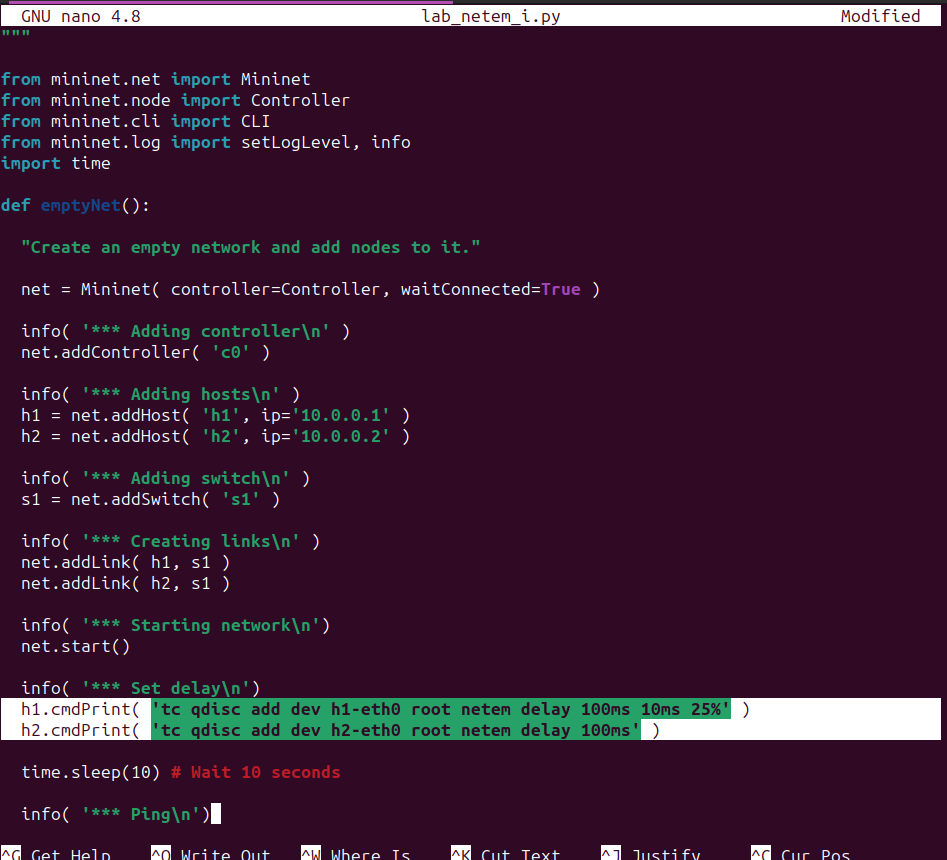 GNU nano 4.8 lab_netem_i.py Modified
"""
from mininet.net import Mininet
from mininet.node import Controller
from mininet.cli import CLI
from mininet.log import setLogLevel, info
import time
def emptyNet():
"Create an empty network and add nodes to it."
net = Mininet( controller=Controller, waitConnected=True )
info( '*** Adding controller\n' )
net.addController( 'c0' )
info( '*** Adding hosts\n' )
h1 = net.addHost( 'h1', ip='10.0.0.1' )
h2 = net.addHost( 'h2', ip='10.0.0.2' )
info( '*** Adding switch\n' )
s1 = net.addSwitch( 's1' )
info( '*** Creating links\n' )
net.addLink( h1, s1 )
net.addLink( h2, s1 )
info( '*** Starting network\n')
net.start()
info( '*** Set delay\n')
h1.cmdPrint( 'tc qdisc add dev h1-eth0 root netem delay 100ms 10ms 25%' )
h2.cmdPrint( 'tc qdisc add dev h2-eth0 root netem delay 100ms' )
time.sleep(10) # Wait 10 seconds
info( '*** Ping\n')
^G Get Help ^O Write Out ^W Where Is ^K Cut Text ^J Justify ^C Cur Pos